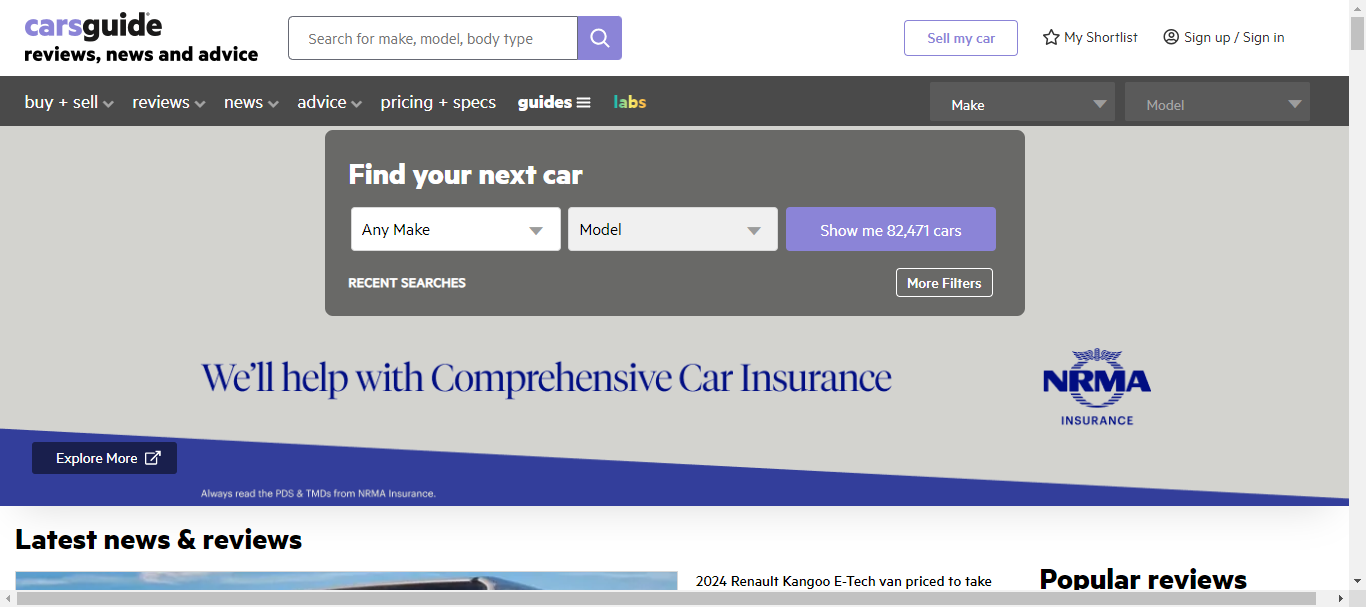 carsguide
reviews, news and advice
Search for make, model, body type
Sell my car
My Shortlist
Sign up / Sign in
buy + sell
reviews
news
advice
pricing + specs
guides
labs
Make
Model
Find your next car
Any Make
Model
Show me 82,471 cars
RECENT SEARCHES
More Filters
We'll help with Comprehensive Car Insurance
NRMA
INSURANCE
Explore More
Always read the PDS & TMDs from NRMA Insurance.
Latest news & reviews
2024 Renault Kangoo E-Tech van priced to take
Popular reviews